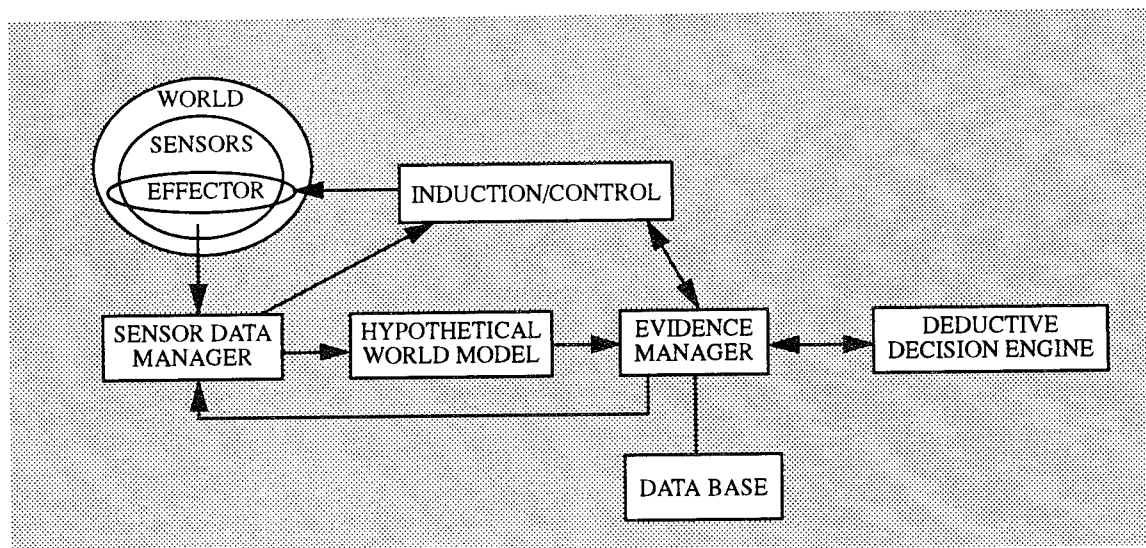 WORLD
SENSORS
EFFECTOR
INDUCTION/CONTROL
SENSOR DATA
MANAGER
HYPOTHETICAL
WORLD MODEL
EVIDENCE
MANAGER
DEDUCTIVE
DECISION ENGINE
DATA BASE